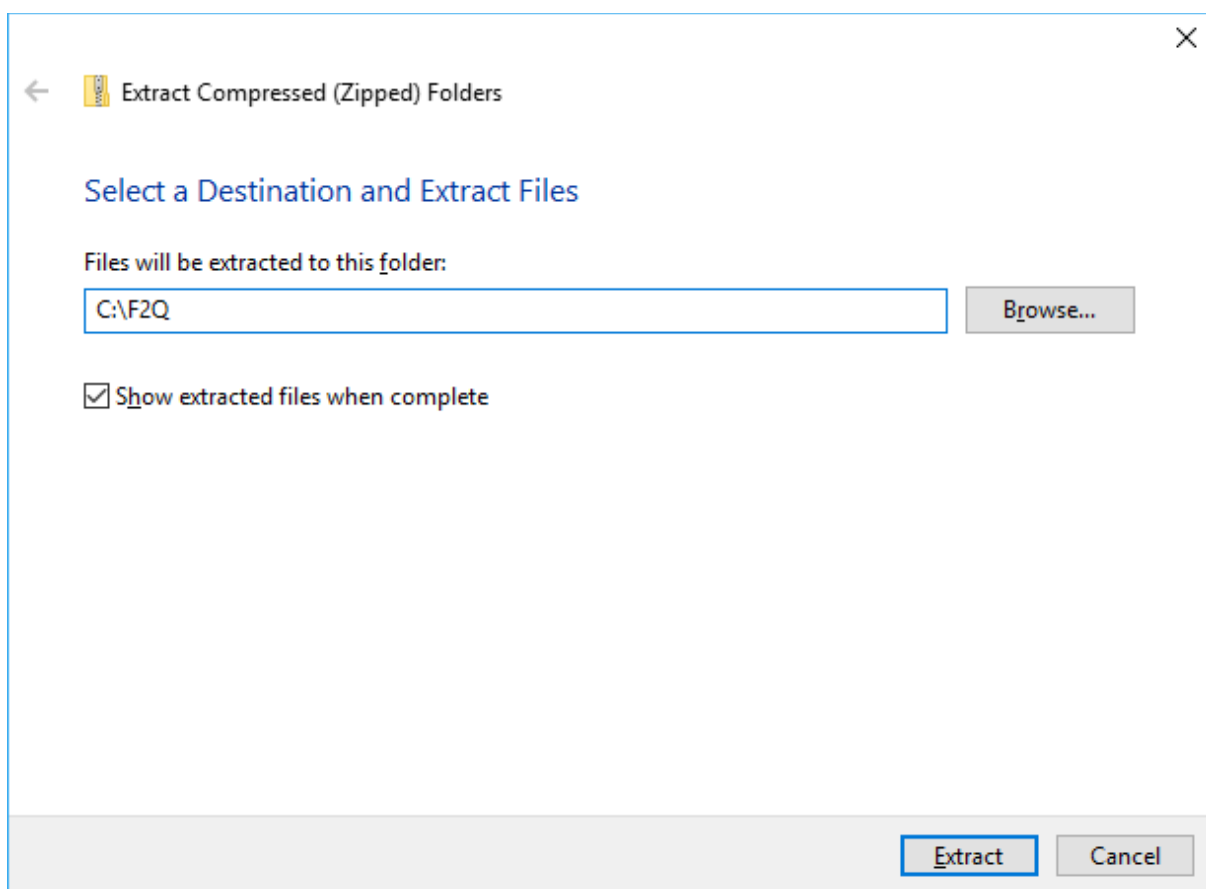 Extract Compressed (Zipped) Folders
Select a Destination and Extract Files
Files will be extracted to this folder:
C:\F2Q
Browse...
Show extracted files when complete
Extract
Cancel